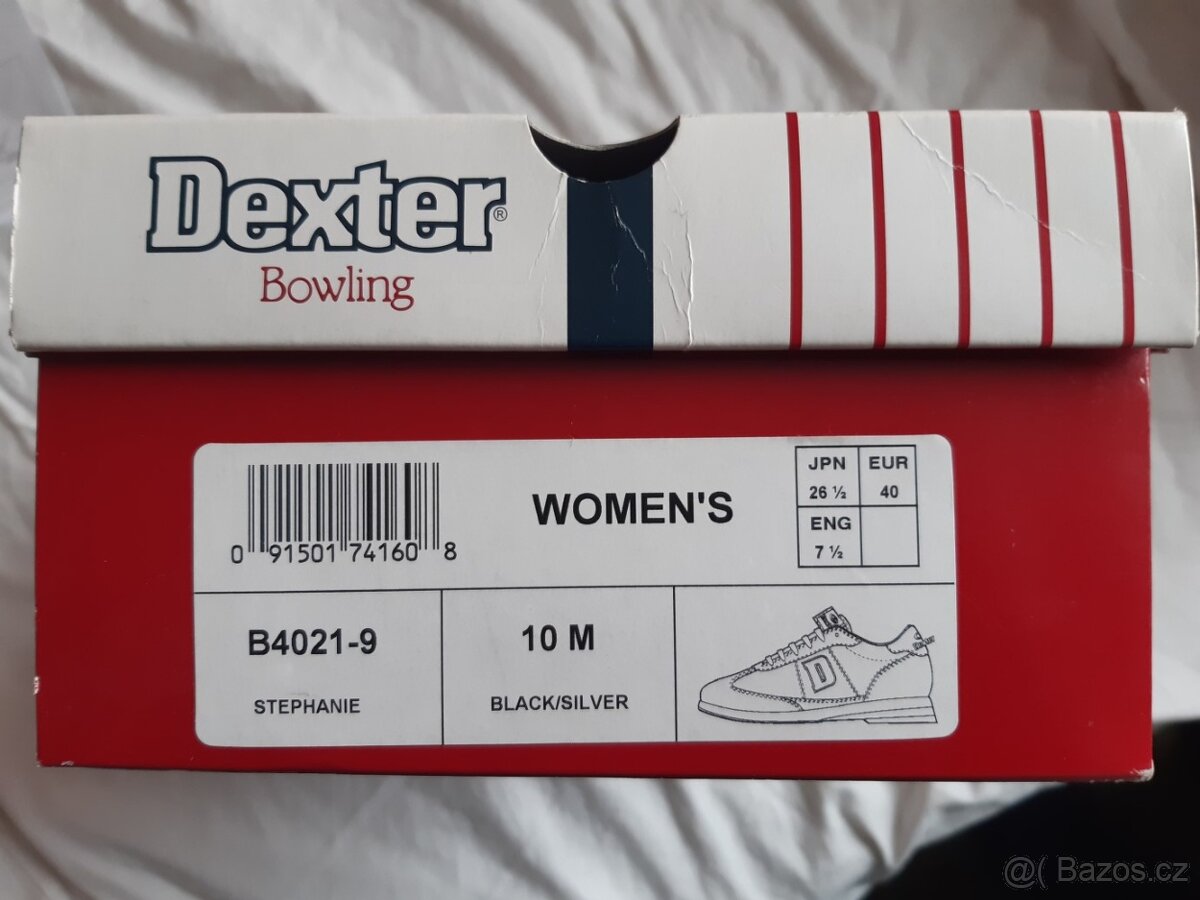 Dexter®
Bowling
WOMEN'S
JPN EUR
26 ½ 40
ENG
7 ½
0 91501 74160 8
B4021-9
10 M
STEPHANIE
BLACK/SILVER
D
@( Bazos.cz